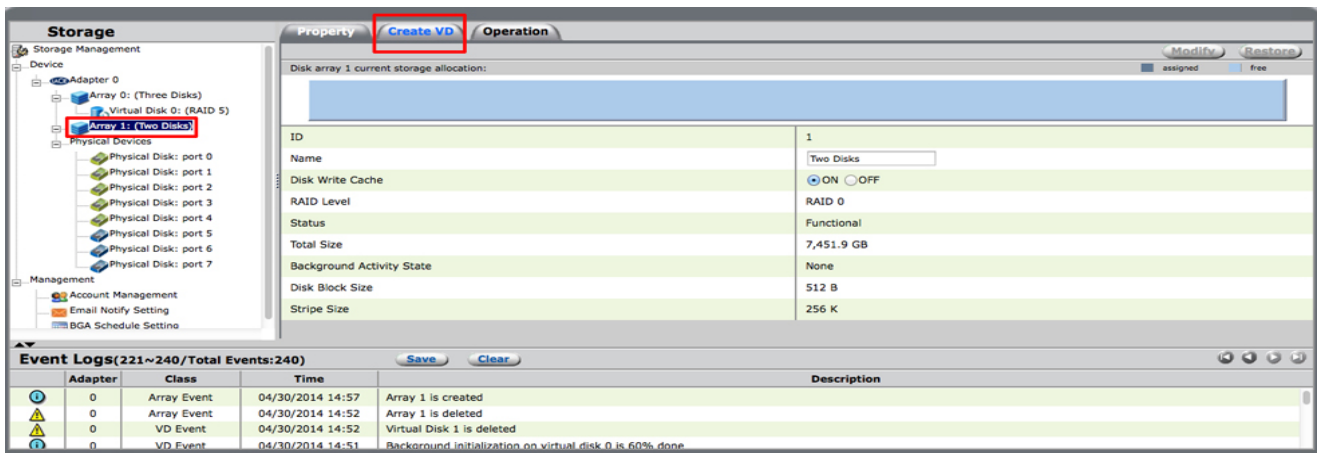 Storage
Property Create VD Operation
Storage Management
Modify Restore
Device
Disk array 1 current storage allocation: assigned free
Adapter 0
Array 0: (Three Disks)
Virtual Disk 0: (RAID 5)
Array 1: (Two Disks)
Physical Devices
Physical Disk: port 0
Physical Disk: port 1
Physical Disk: port 2
Physical Disk: port 3
Physical Disk: port 4
Physical Disk: port 5
Physical Disk: port 6
Physical Disk: port 7
Management
Account Management
Email Notify Setting
BGA Schedule Setting
ID 1
Name Two Disks
Disk Write Cache ON OFF
RAID Level RAID 0
Status Functional
Total Size 7,451.9 GB
Background Activity State None
Disk Block Size 512 B
Stripe Size 256 K
Event Logs(221~240/Total Events:240) Save Clear
Adapter Class Time Description
0 Array Event 04/30/2014 14:57 Array 1 is created
0 Array Event 04/30/2014 14:52 Array 1 is deleted
0 VD Event 04/30/2014 14:52 Virtual Disk 1 is deleted
0 VD Event 04/30/2014 14:51 Background initialization on virtual disk 0 is 60% done